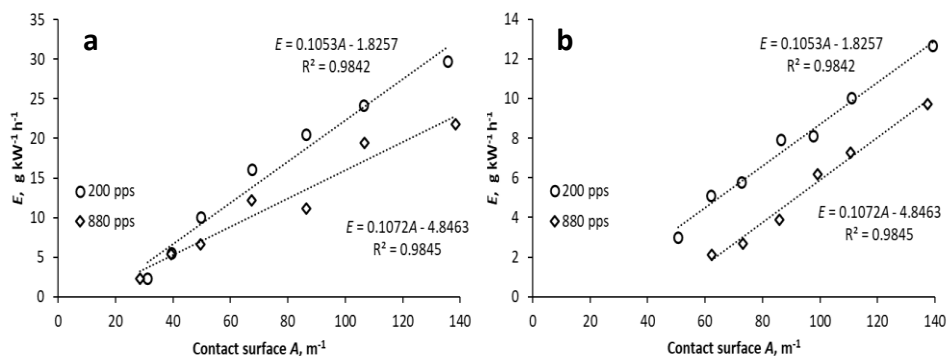 a
35
30
25
20
15
10
5
0
E, g kW⁻¹ h⁻¹
E = 0.1053A - 1.8257
R² = 0.9842
200 pps
880 pps
E = 0.1072A - 4.8463
R² = 0.9845
0 20 40 60 80 100 120 140
Contact surface A, m⁻¹
b
14
12
10
8
6
4
2
0
E, g kW⁻¹ h⁻¹
E = 0.1053A - 1.8257
R² = 0.9842
200 pps
880 pps
E = 0.1072A - 4.8463
R² = 0.9845
0 20 40 60 80 100 120 140
Contact surface A, m⁻¹